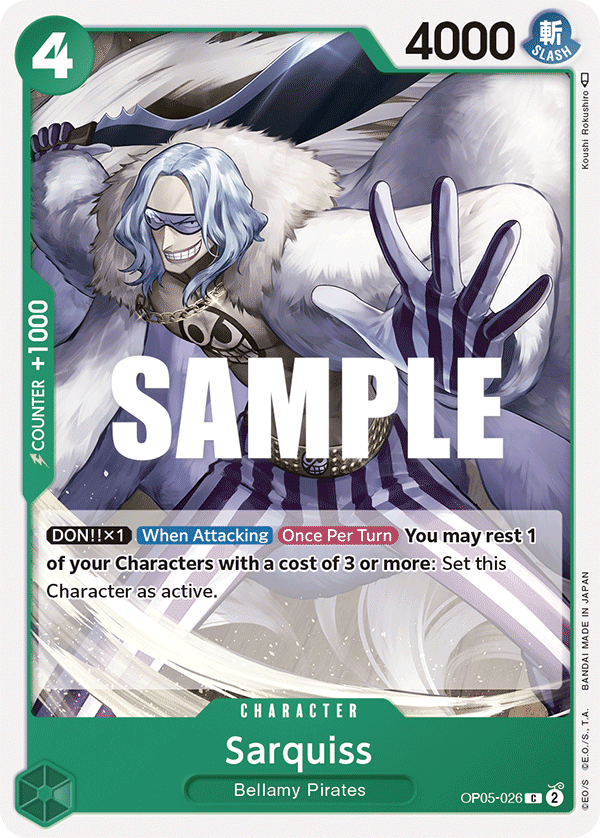 4
4000
斬
SLASH
Koushi Rokushiro
COUNTER +1000
SAMPLE
DON!!×1 When Attacking Once Per Turn You may rest 1
of your Characters with a cost of 3 or more: Set this
Character as active.
CHARACTER
Sarquiss
Bellamy Pirates
OP05-026 C 2
©EO/S ©E.O./S., T.A. BANDAI MADE IN JAPAN